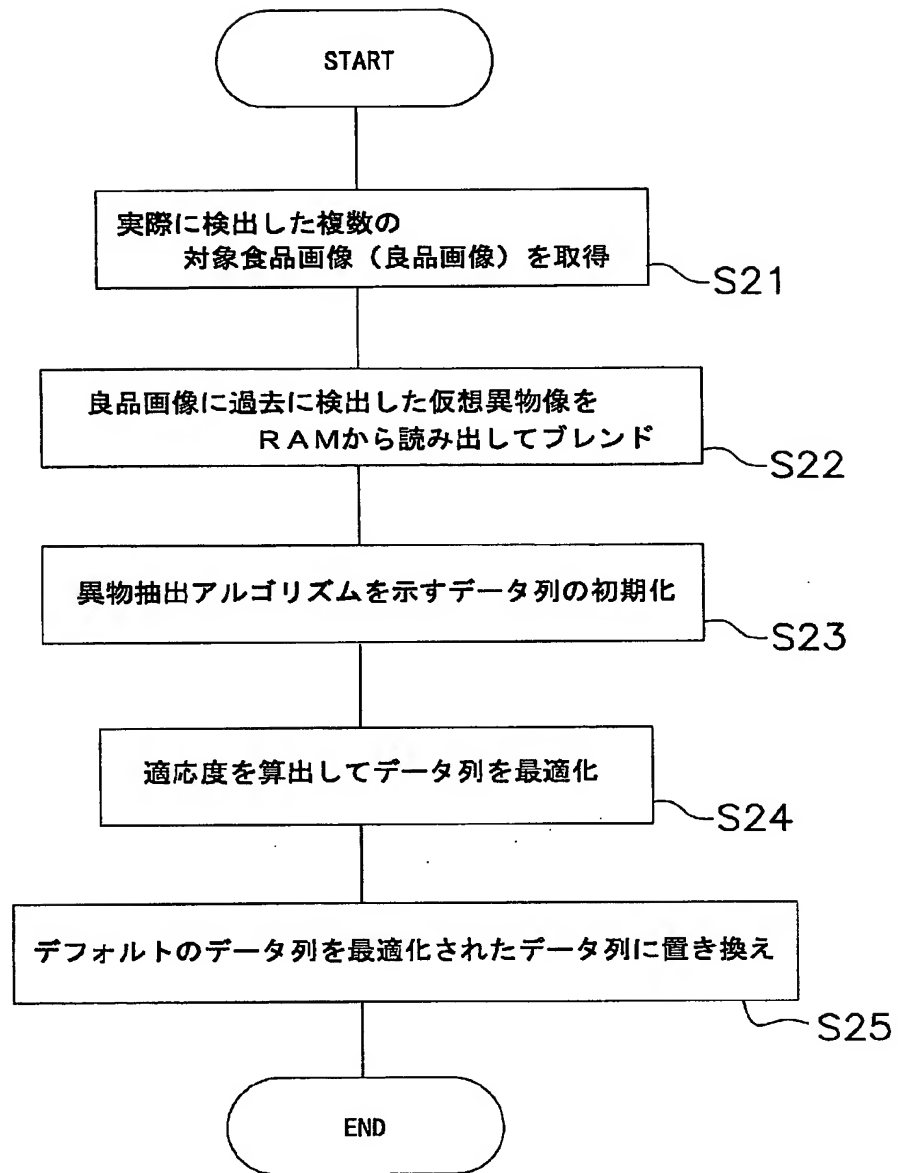 START
実際に検出した複数の
対象食品画像（良品画像）を取得
S21
良品画像に過去に検出した仮想異物像を
ＲＡＭから読み出してブレンド
S22
異物抽出アルゴリズムを示すデータ列の初期化
S23
適応度を算出してデータ列を最適化
S24
デフォルトのデータ列を最適化されたデータ列に置き換え
S25
END